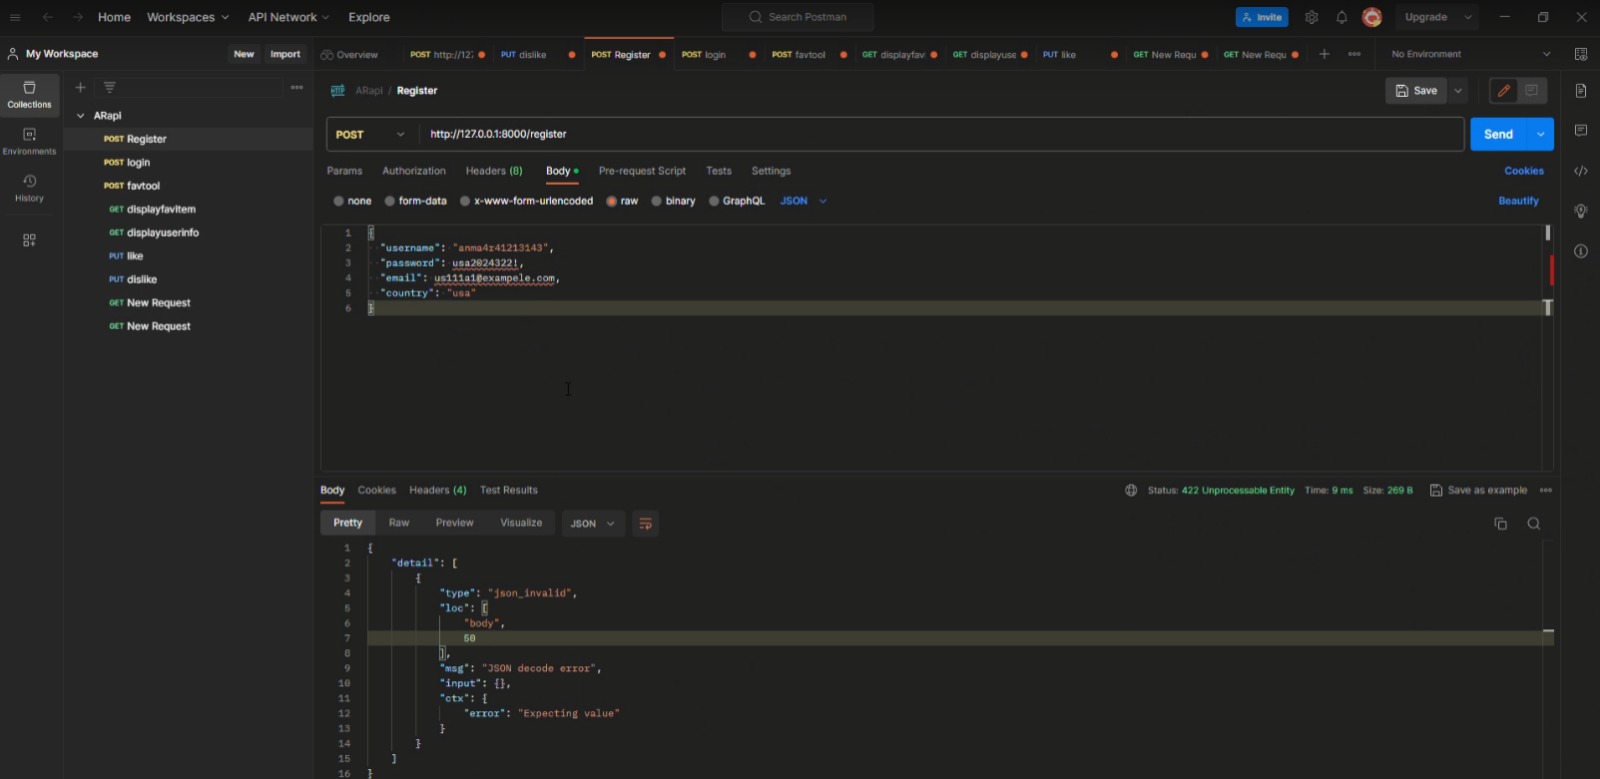 Home Workspaces API Network Explore Search Postman Invite Upgrade
My Workspace New Import Overview POST http://127 PUT dislike POST Register POST login POST favtool GET displayfav GET displayuse PUT like GET New Requ GET New Requ No Environment
Collections
Environments
History
ARapi
POST Register
POST login
POST favtool
GET displayfavitem
GET displayuserinfo
PUT like
PUT dislike
GET New Request
GET New Request
HTTP ARapi / Register Save
POST http://127.0.0.1:8000/register Send
Params Authorization Headers (8) Body Pre-request Script Tests Settings Cookies
none form-data x-www-form-urlencoded raw binary GraphQL JSON Beautify
1 {
2 "username": "anma4r41213143",
3 "password": usa2024322!,
4 "email": us111a1@exampele.com,
5 "country": "usa"
6 }
Body Cookies Headers (4) Test Results Status: 422 Unprocessable Entity Time: 9 ms Size: 269 B Save as example
Pretty Raw Preview Visualize JSON
1 {
2 "detail": [
3 {
4 "type": "json_invalid",
5 "loc": [
6 "body",
7 50
8 ],
9 "msg": "JSON decode error",
10 "input": {},
11 "ctx": {
12 "error": "Expecting value"
13 }
14 }
15 ]
16 }